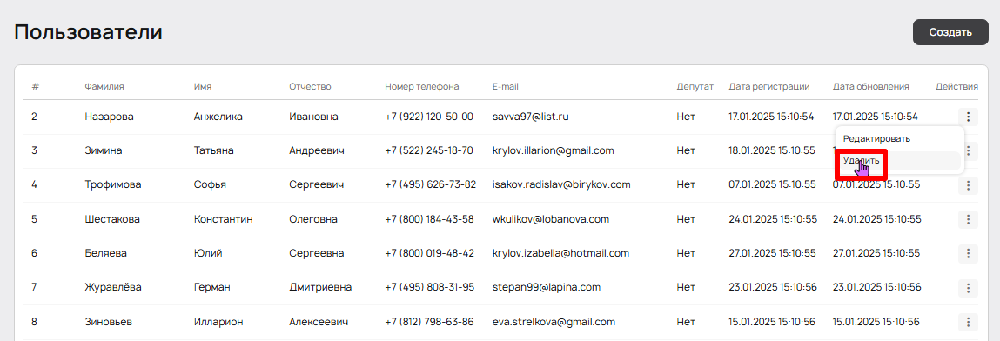 Пользователи
Создать
# Фамилия Имя Отчество Номер телефона E-mail Депутат Дата регистрации Дата обновления Действия
2 Назарова Анжелика Ивановна +7 (922) 120-50-00 savva97@list.ru Нет 17.01.2025 15:10:54 17.01.2025 15:10:54
Редактировать
3 Зимина Татьяна Андреевич +7 (522) 245-18-70 krylov.illarion@gmail.com Нет 18.01.2025 15:10:55
Удалить
4 Трофимова Софья Сергеевич +7 (495) 626-73-82 isakov.radislav@birykov.com Нет 07.01.2025 15:10:55 07.01.2025 15:10:55
5 Шестакова Константин Олеговна +7 (800) 184-43-58 wkulikov@lobanova.com Нет 24.01.2025 15:10:55 24.01.2025 15:10:55
6 Беляева Юлий Сергеевна +7 (800) 019-48-42 krylov.izabella@hotmail.com Нет 27.01.2025 15:10:55 27.01.2025 15:10:55
7 Журавлёва Герман Дмитриевна +7 (495) 808-31-95 stepan99@lapina.com Нет 23.01.2025 15:10:56 23.01.2025 15:10:56
8 Зиновьев Илларион Алексеевич +7 (812) 798-63-86 eva.strelkova@gmail.com Нет 15.01.2025 15:10:56 15.01.2025 15:10:56